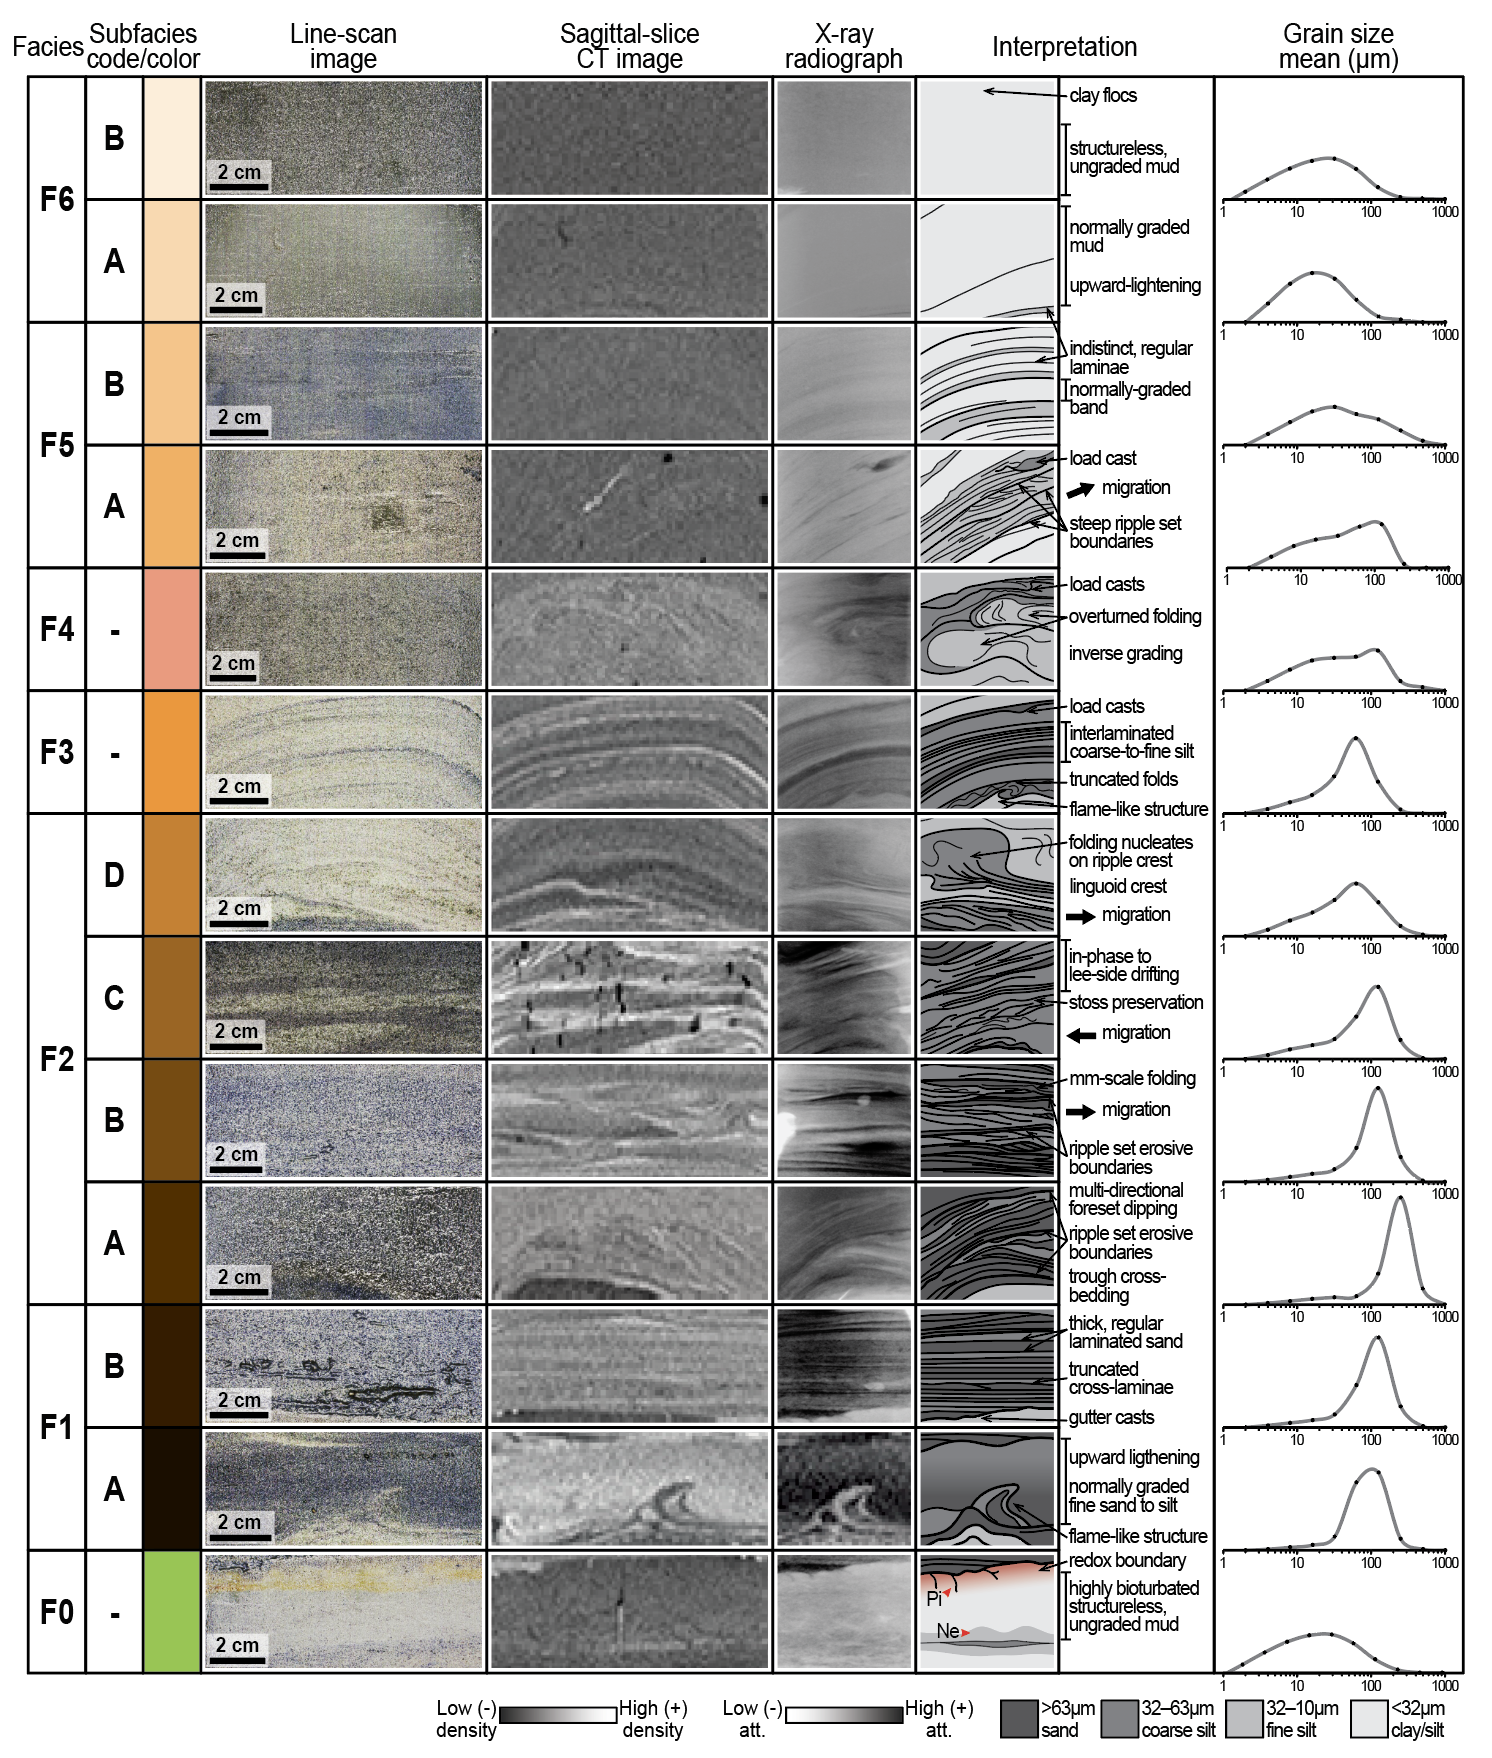 Facies
Subfacies
code/color
Line-scan
image
Sagittal-slice
CT image
X-ray
radiograph
Interpretation
Grain size
mean (µm)
F6
B
2 cm
clay flocs
structureless,
ungraded mud
1 10 100 1000
A
2 cm
normally graded
mud
upward-lightening
1 10 100 1000
F5
B
2 cm
indistinct, regular
laminae
normally-graded
band
1 10 100 1000
A
2 cm
load cast
migration
steep ripple set
boundaries
1 10 100 1000
F4
-
2 cm
load casts
overturned folding
inverse grading
1 10 100 1000
F3
-
2 cm
load casts
interlaminated
coarse-to-fine silt
truncated folds
flame-like structure
1 10 100 1000
F2
D
2 cm
folding nucleates
on ripple crest
linguoid crest
migration
1 10 100 1000
C
2 cm
in-phase to
lee-side drifting
stoss preservation
migration
1 10 100 1000
B
2 cm
mm-scale folding
migration
ripple set erosive
boundaries
1 10 100 1000
A
2 cm
multi-directional
foreset dipping
ripple set erosive
boundaries
trough cross-
bedding
1 10 100 1000
F1
B
2 cm
thick, regular
laminated sand
truncated
cross-laminae
gutter casts
1 10 100 1000
A
2 cm
upward ligthening
normally graded
fine sand to silt
flame-like structure
1 10 100 1000
F0
-
2 cm
Pi
Ne
redox boundary
highly bioturbated
structureless,
ungraded mud
1 10 100 1000
Low (-)
density
High (+)
density
Low (-)
att.
High (+)
att.
>63µm
sand
32–63µm
coarse silt
32–10µm
fine silt
<32µm
clay/silt